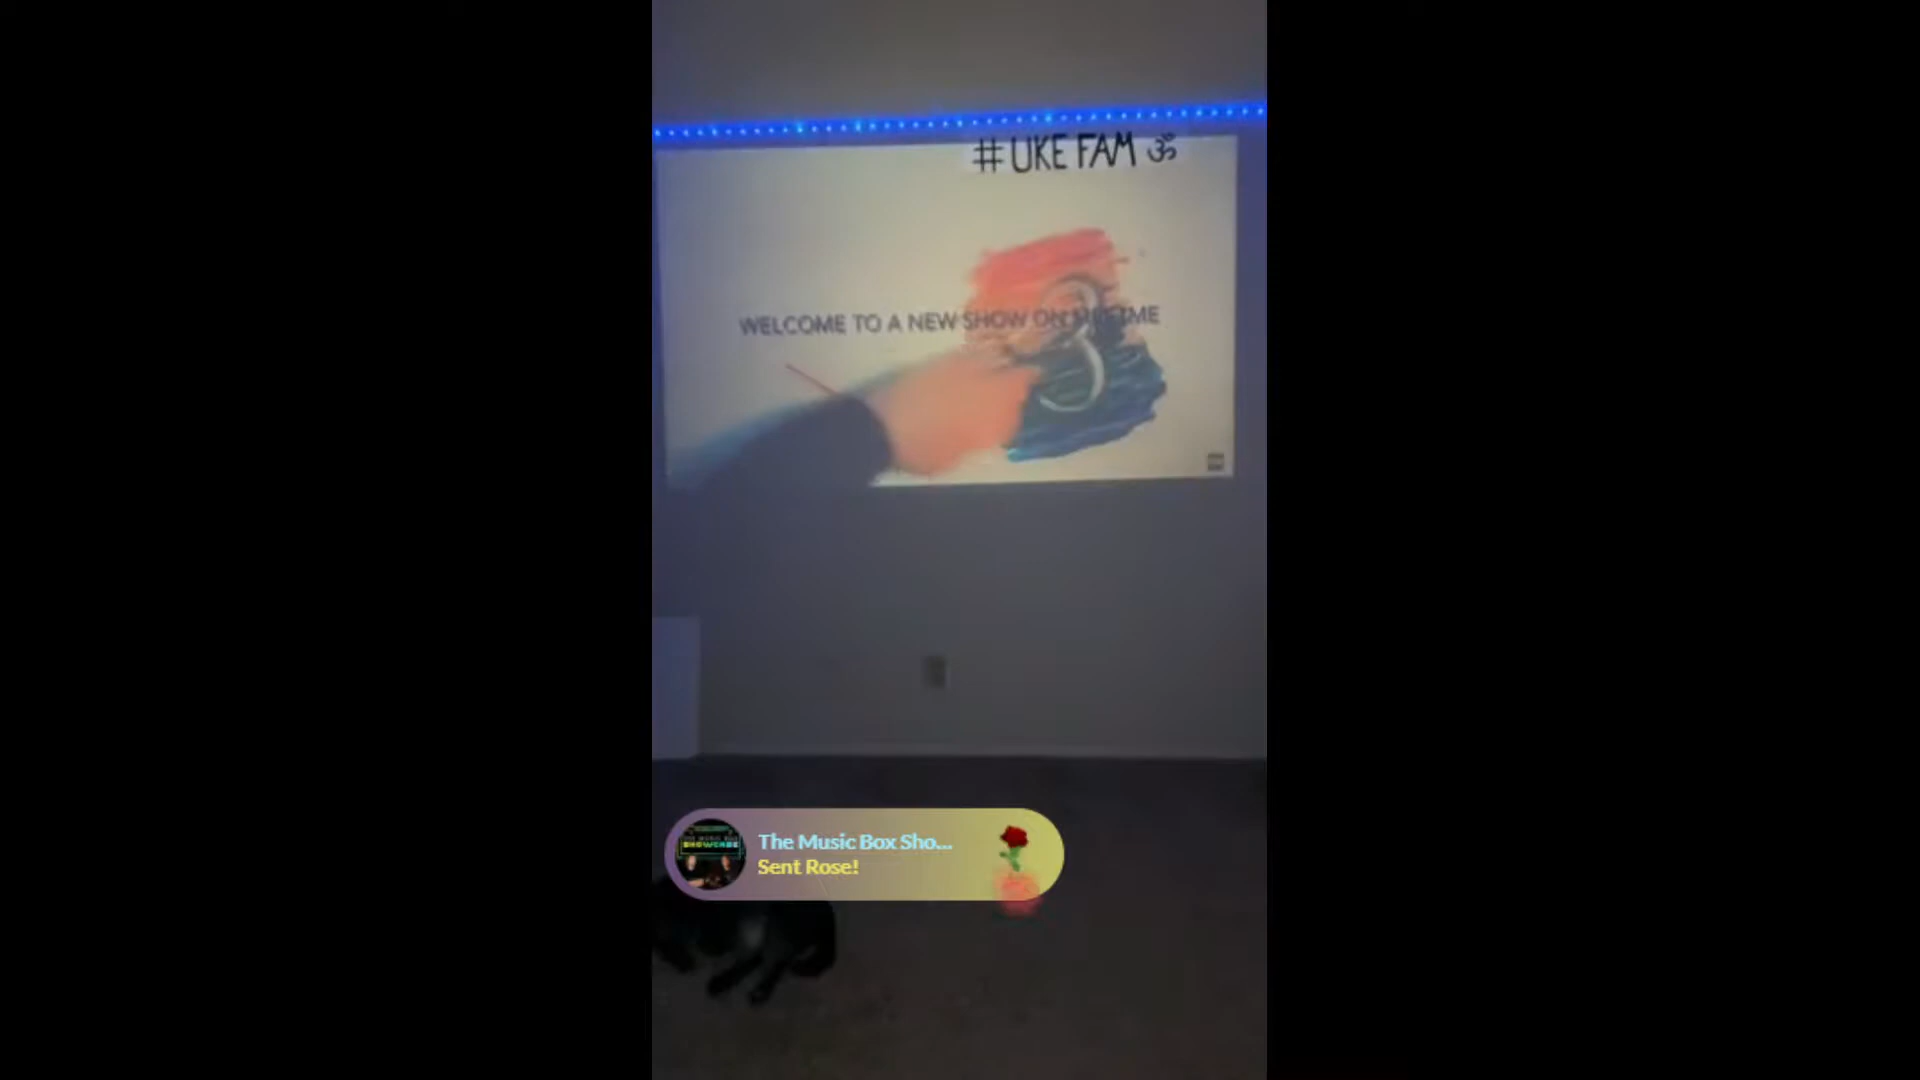 # UKE FAM ॐ
WELCOME TO A NEW SHOW ON
The Music Box Sho...
Sent Rose!